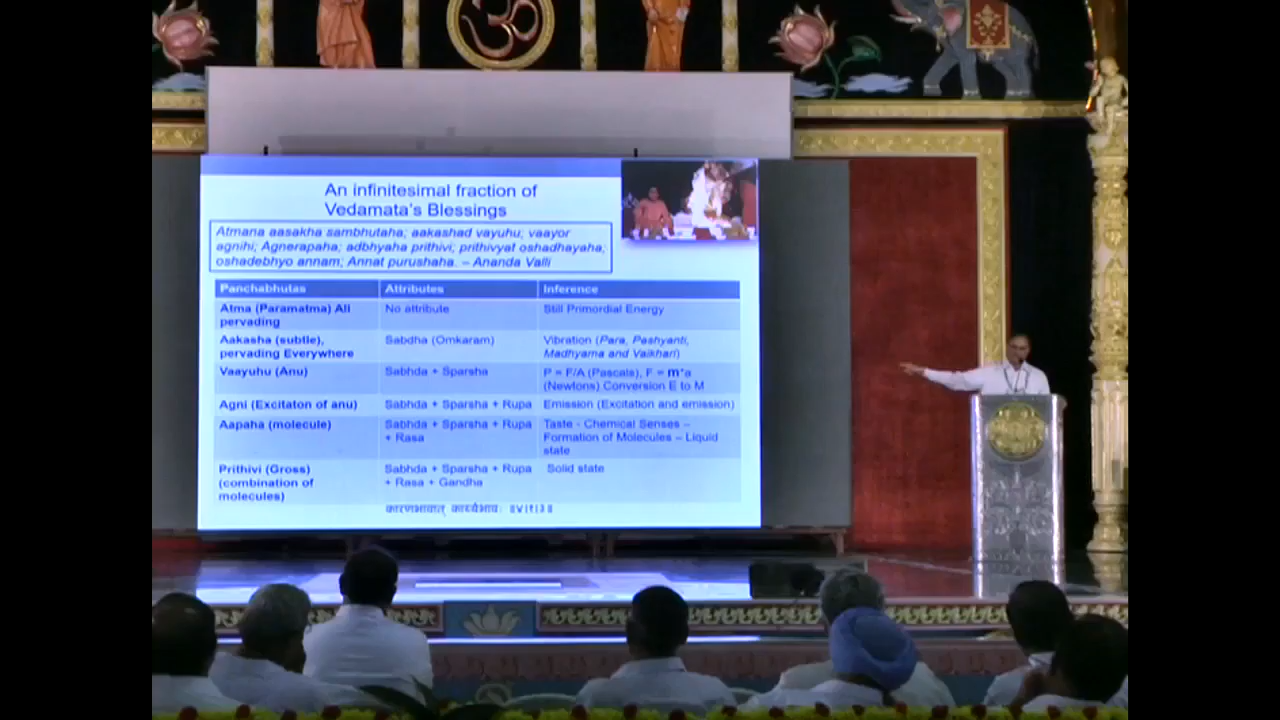 ॐ
An infinitesimal fraction of
Vedamata's Blessings
Atmana aasakha sambhutaha; aakashad vayuhu; vaayor
agnihi; Agnerapaha; adbhyaha prithivi; prithivyat oshadhayaha;
oshadebhyo annam; Annat purushaha. – Ananda Valli
Panchabhutas Attributes Inference
Atma (Paramatma) All pervading No attribute Still Primordial Energy
Aakasha (subtle), pervading Everywhere Sabdha (Omkaram) Vibration (Para, Pashyanti, Madhyama and Vaikhari)
Vaayuhu (Anu) Sabhda + Sparsha P = F/A (Pascals), F = m*a (Newtons) Conversion E to M
Agni (Excitaton of anu) Sabhda + Sparsha + Rupa Emission (Excitation and emission)
Aapaha (molecule) Sabhda + Sparsha + Rupa + Rasa Taste - Chemical Senses – Formation of Molecules – Liquid state
Prithivi (Gross) (combination of molecules) Sabhda + Sparsha + Rupa + Rasa + Gandha Solid state